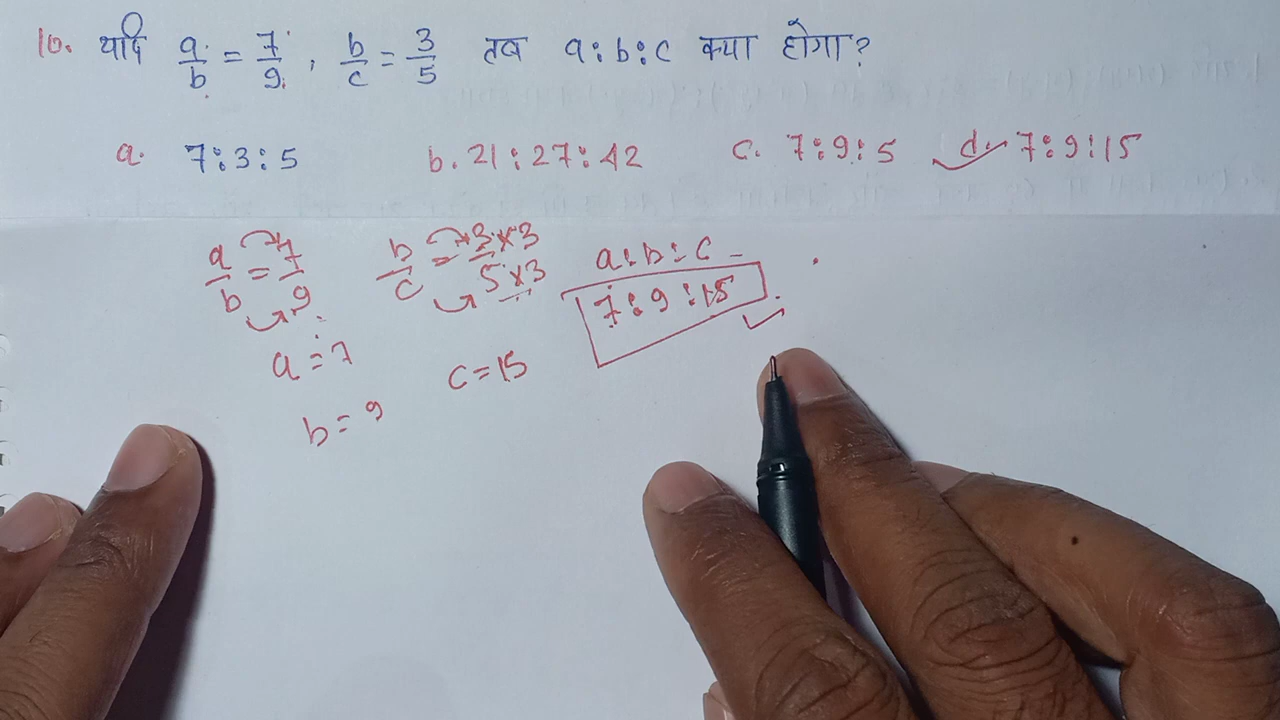 10. यदि a/b = 7/9, b/c = 3/5 तब a:b:c क्या होगा?
a. 7:3:5 b. 21:27:42 c. 7:9:5 d. 7:9:15
a/b = 7/9 b/c = 3×3/5×3 a:b:c
7:9:15
a = 7 c = 15
b = 9